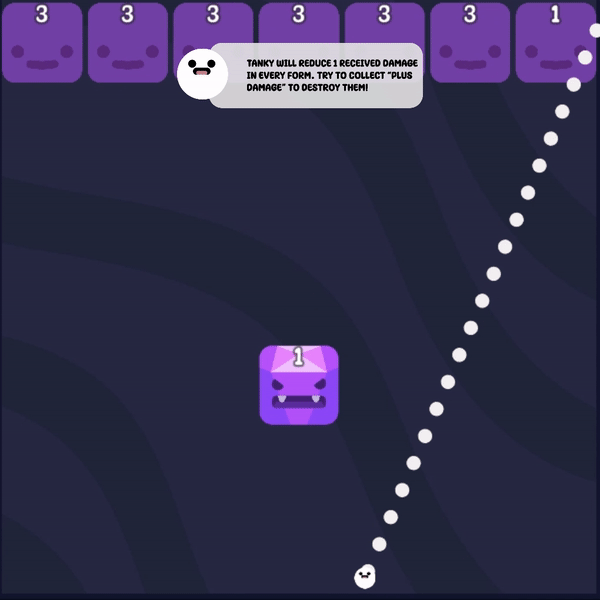 3 3 3 3 3 3 1
TANKY WILL REDUCE 1 RECEIVED DAMAGE
IN EVERY FORM. TRY TO COLLECT "PLUS
DAMAGE" TO DESTROY THEM!
1